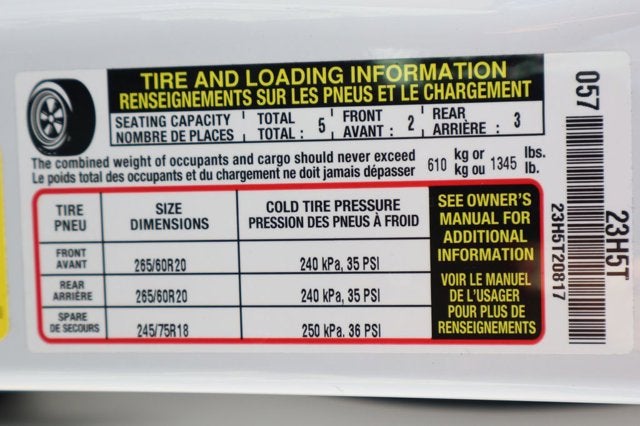 TIRE AND LOADING INFORMATION
RENSEIGNEMENTS SUR LES PNEUS ET LE CHARGEMENT
SEATING CAPACITY TOTAL 5 FRONT 2 REAR 3
NOMBRE DE PLACES TOTAL : AVANT : ARRIÈRE :
The combined weight of occupants and cargo should never exceed 610 kg or 1345 lbs.
Le poids total des occupants et du chargement ne doit jamais dépasser kg ou lb.
TIRE SIZE COLD TIRE PRESSURE
PNEU DIMENSIONS PRESSION DES PNEUS À FROID
FRONT
AVANT 265/60R20 240 kPa, 35 PSI
REAR
ARRIÈRE 265/60R20 240 kPa, 35 PSI
SPARE
DE SECOURS 245/75R18 250 kPa. 36 PSI
SEE OWNER'S
MANUAL FOR
ADDITIONAL
INFORMATION
VOIR LE MANUEL
DE L'USAGER
POUR PLUS DE
RENSEIGNEMENTS
057
23H5T
23H5T20817